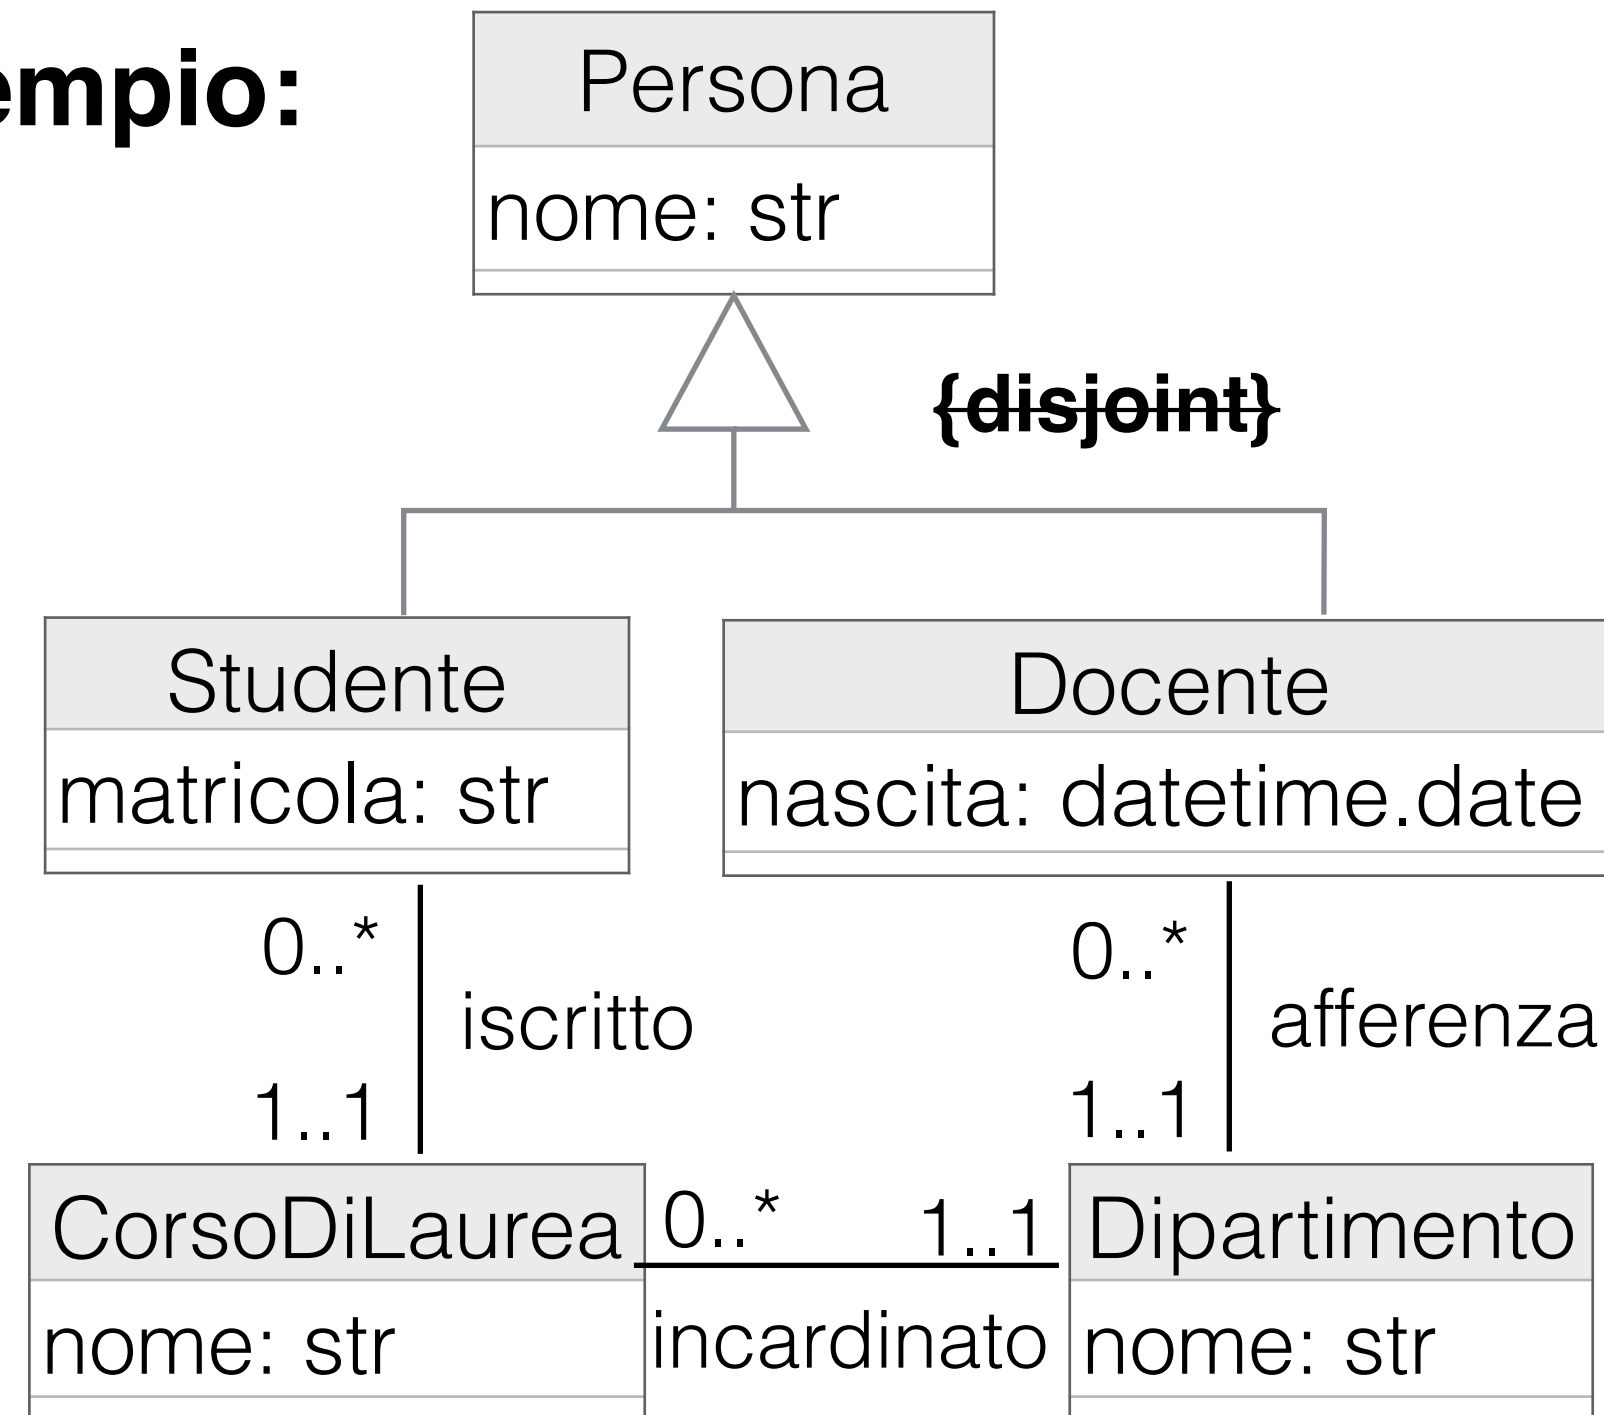 empio:
Persona
nome: str
{disjoint}
Studente
matricola: str
Docente
nascita: datetime.date
0..*
iscritto
1..1
0..*
afferenza
1..1
CorsoDiLaurea
nome: str
0..* 1..1
incardinato
Dipartimento
nome: str